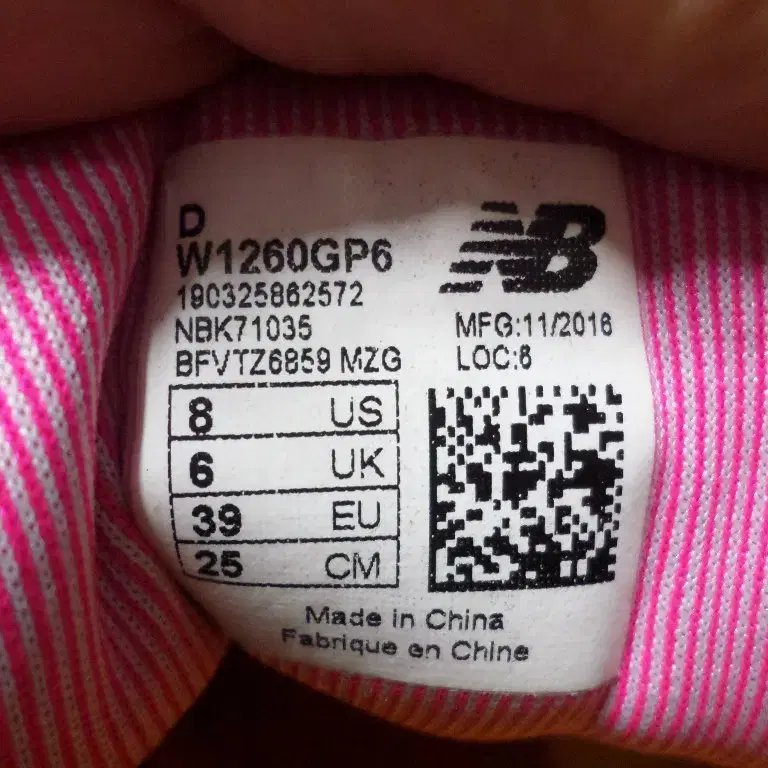 D
W1260GP6
190325862572
NBK71035
BFVTZ6859 MZG
NB
MFG:11/2016
LOC:6
8 US
6 UK
39 EU
25 CM
Made in China
Fabrique en Chine